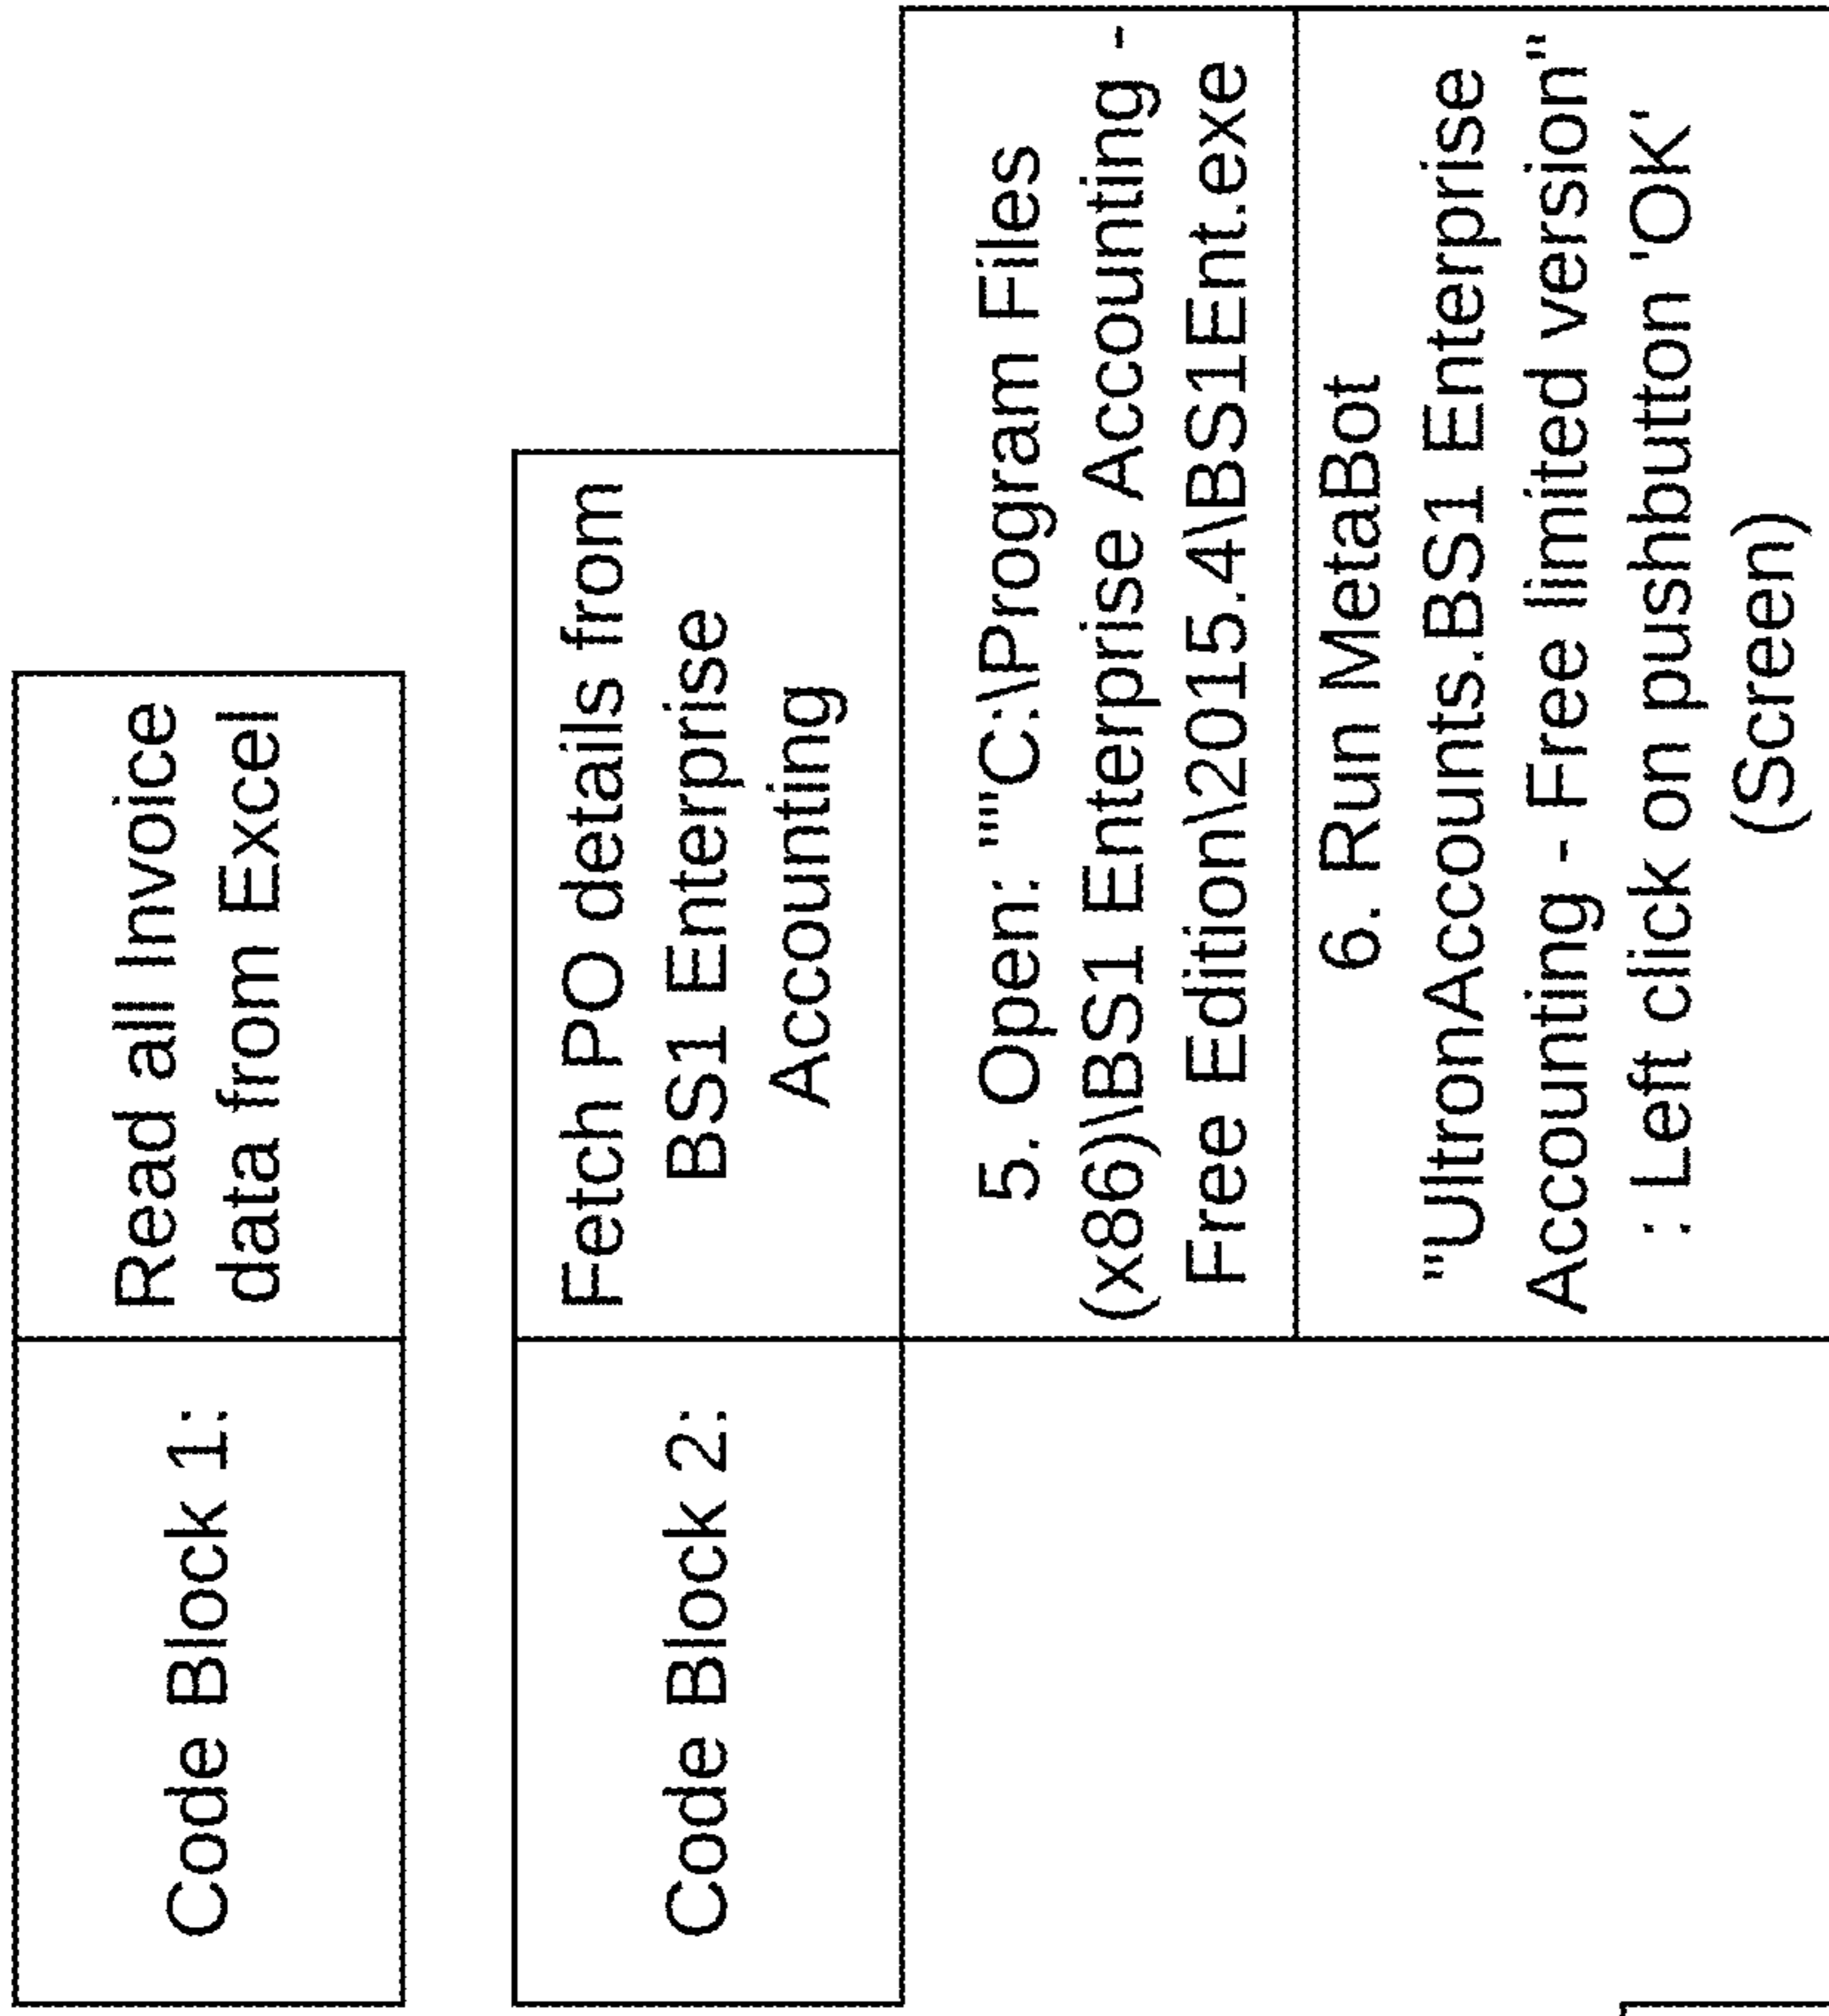 Code Block 1:
Read all Invoice
data from Excel
Code Block 2:
Fetch PO details from
BS1 Enterprise
Accounting
5. Open: "'"C:\Program Files
(x86)\BS1 Enterprise Accounting -
Free Edition\2015.4\BS1Ent.exe
6. Run MetaBot
"UltronAccounts.BS1 Enterprise
Accounting - Free limited version"
: Left click on pushbutton 'OK'
(Screen)